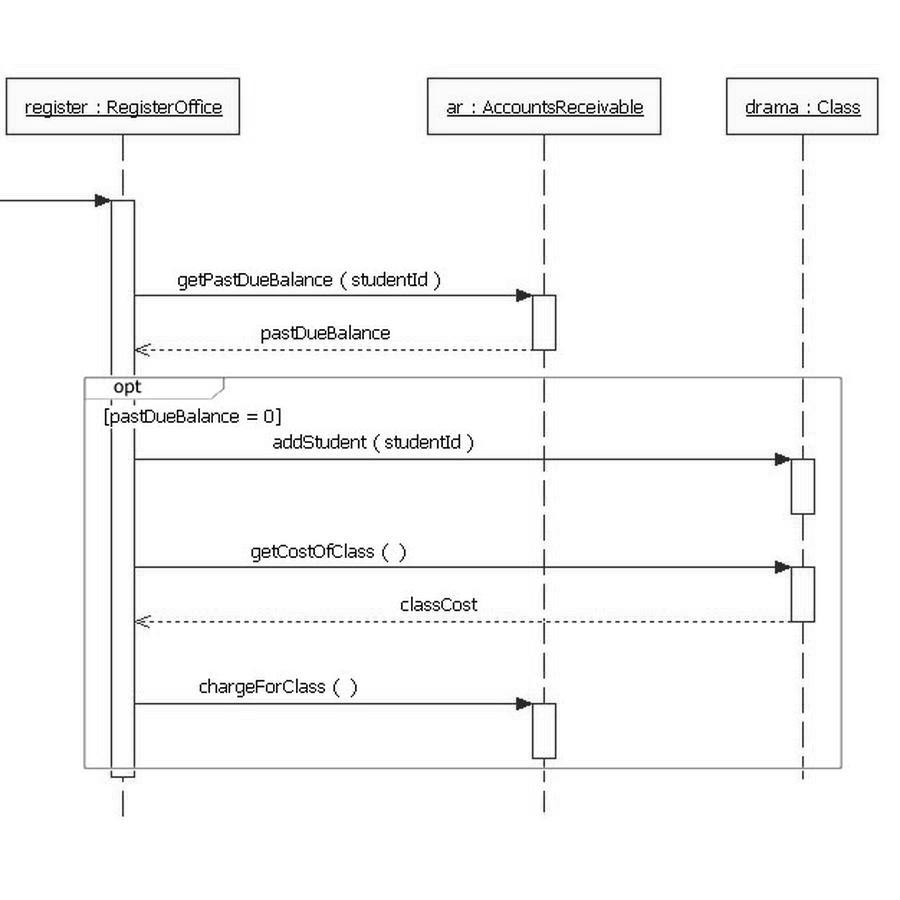 register : RegisterOffice
ar : AccountsReceivable
drama : Class
getPastDueBalance ( studentId )
pastDueBalance
opt
[pastDueBalance = 0]
addStudent ( studentId )
getCostOfClass ( )
classCost
chargeForClass ( )